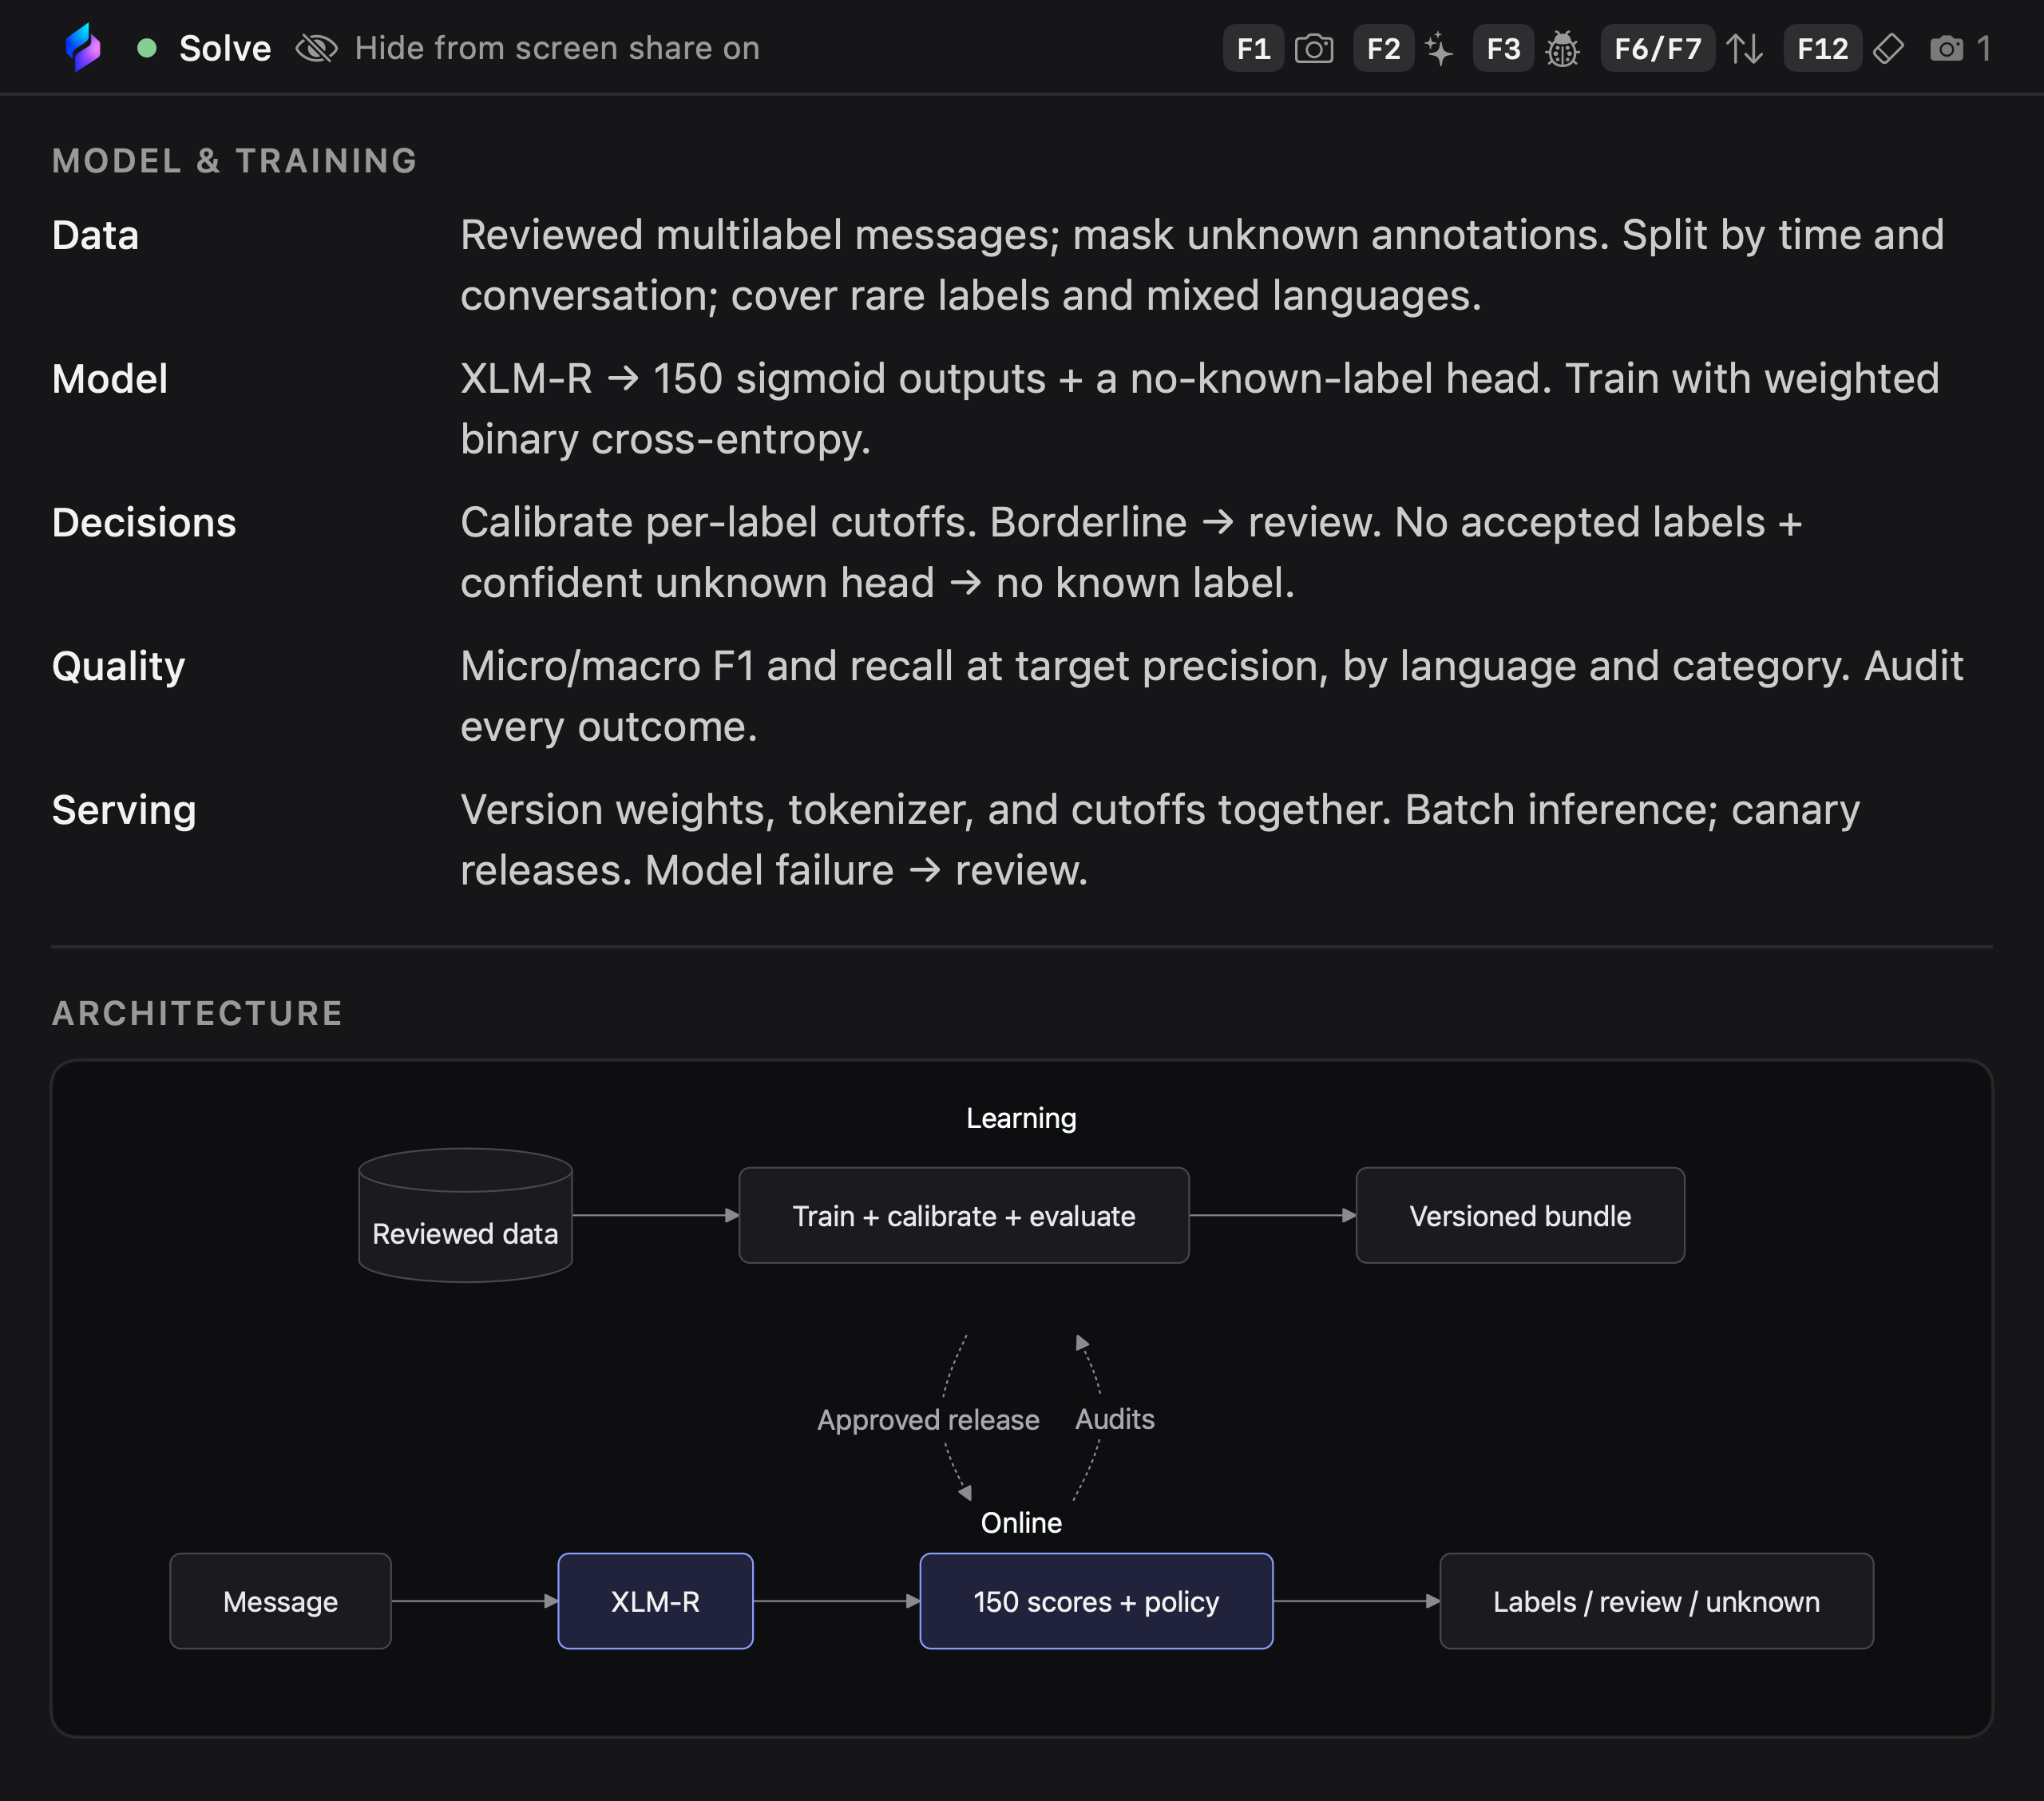 Solve Hide from screen share on F1 F2 F3 F6/F7 F12 1
MODEL & TRAINING
Data Reviewed multilabel messages; mask unknown annotations. Split by time and
conversation; cover rare labels and mixed languages.
Model XLM-R → 150 sigmoid outputs + a no-known-label head. Train with weighted
binary cross-entropy.
Decisions Calibrate per-label cutoffs. Borderline → review. No accepted labels +
confident unknown head → no known label.
Quality Micro/macro F1 and recall at target precision, by language and category. Audit
every outcome.
Serving Version weights, tokenizer, and cutoffs together. Batch inference; canary
releases. Model failure → review.
ARCHITECTURE
Learning
Reviewed data Train + calibrate + evaluate Versioned bundle
Approved release Audits
Online
Message XLM-R 150 scores + policy Labels / review / unknown